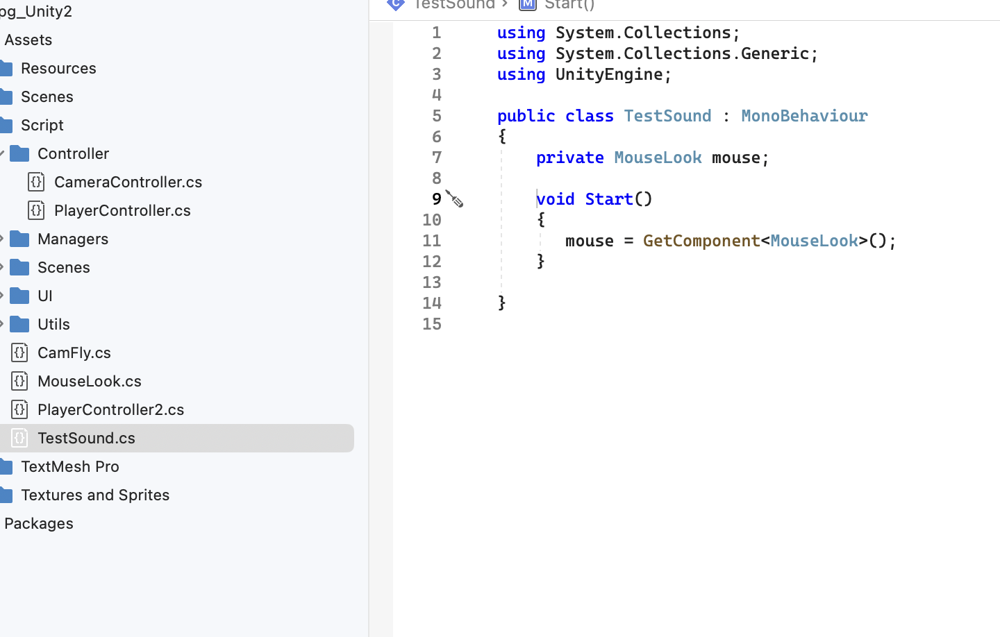 pg_Unity2
Assets
Resources
Scenes
Script
Controller
{} CameraController.cs
{} PlayerController.cs
Managers
Scenes
UI
Utils
{} CamFly.cs
{} MouseLook.cs
{} PlayerController2.cs
{} TestSound.cs
TextMesh Pro
Textures and Sprites
Packages
C TestSound › M Start()
1 using System.Collections;
2 using System.Collections.Generic;
3 using UnityEngine;
4
5 public class TestSound : MonoBehaviour
6 {
7 private MouseLook mouse;
8
9 void Start()
10 {
11 mouse = GetComponent<MouseLook>();
12 }
13
14 }
15